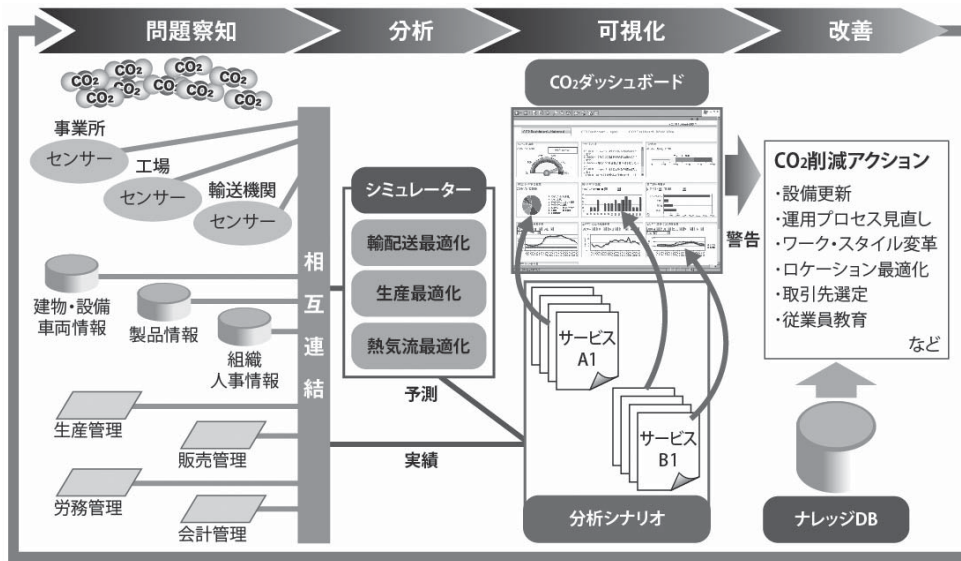 問題察知
分析
可視化
改善
CO2
CO2
CO2
CO2
CO2
CO2
CO2
CO2
CO2
事業所
センサー
工場
センサー
輸送機関
センサー
建物・設備
車両情報
製品情報
組織
人事情報
生産管理
販売管理
労務管理
会計管理
相互連結
シミュレーター
輸配送最適化
生産最適化
熱気流最適化
予測
実績
CO2ダッシュボード
サービス
A1
サービス
B1
分析シナリオ
警告
CO2削減アクション
・設備更新
・運用プロセス見直し
・ワーク・スタイル変革
・ロケーション最適化
・取引先選定
・従業員教育
など
ナレッジDB